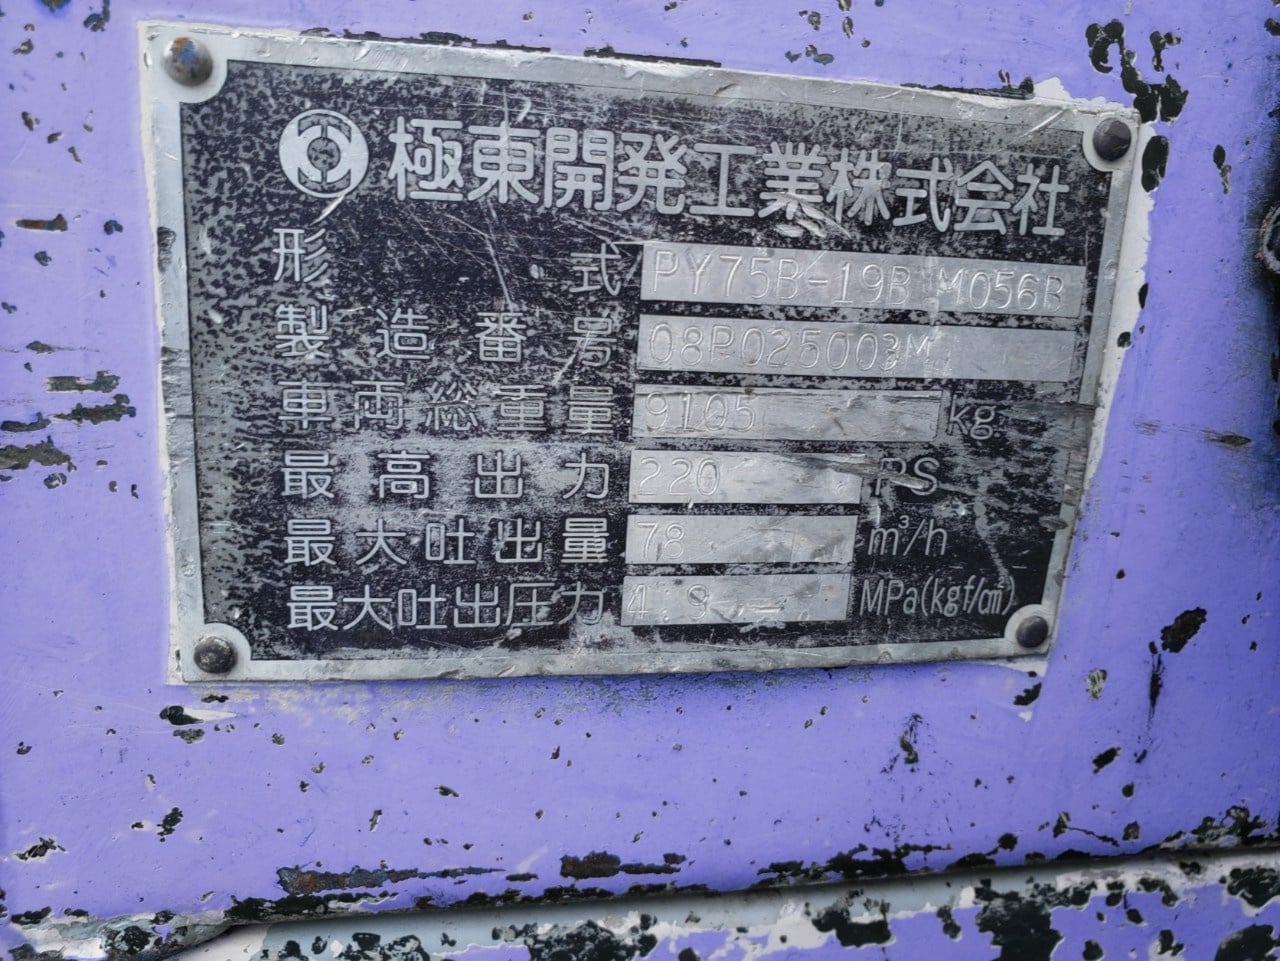 極東開発工業株式会社
形式 PY75B-19B M056B
製造番号 08P025003M
車両総重量 9105 kg
最高出力 220 PS
最大吐出量 78 m³/h
最大吐出圧力 4.9 MPa(kgf/c㎡)